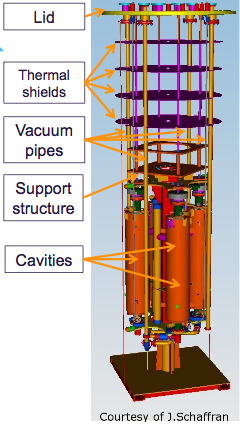 Lid
Thermal
shields
Vacuum
pipes
Support
structure
Cavities
Courtesy of J.Schaffran